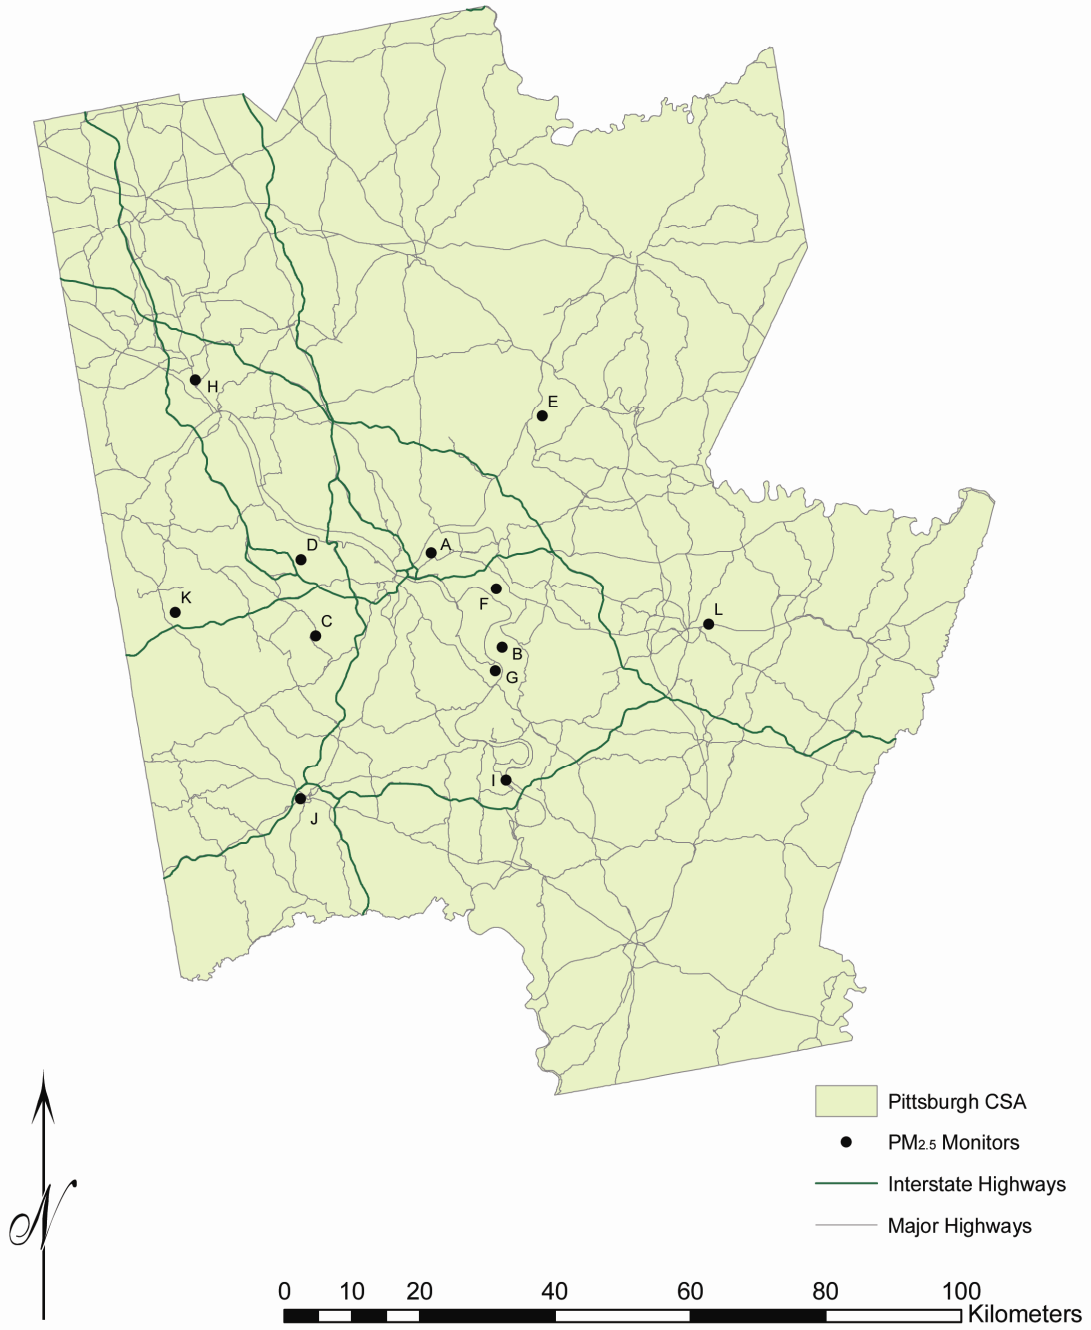 H
E
A
D
F
K
C
L
B
G
I
J
Pittsburgh CSA
PM2.5 Monitors
Interstate Highways
Major Highways
N
0 10 20 40 60 80 100
Kilometers